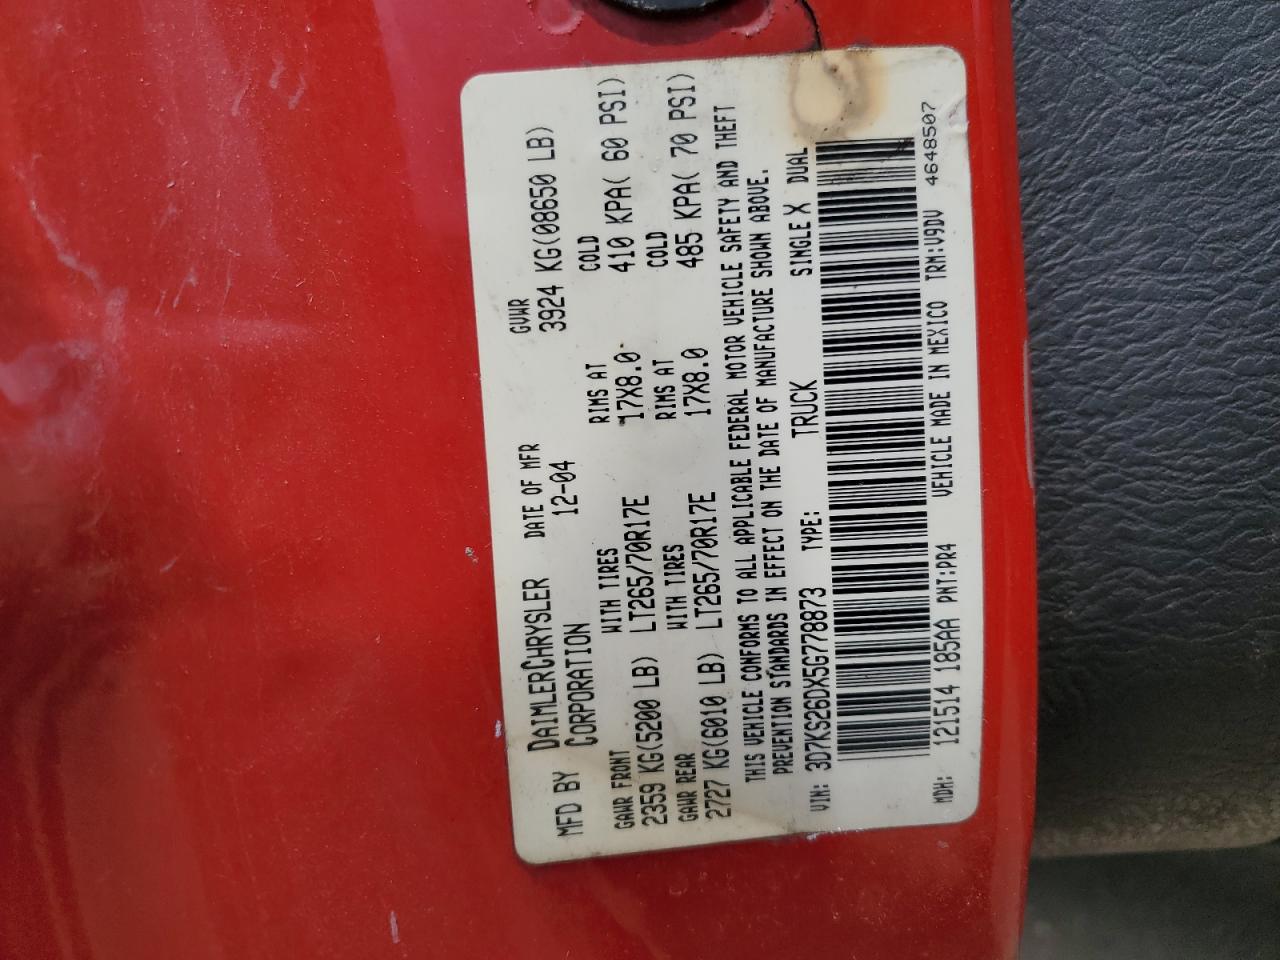 MFD BY DAIMLERCHRYSLER CORPORATION DATE OF MFR 12-04 GVWR 3924 KG(08650 LB)
GAWR FRONT WITH TIRES RIMS AT COLD
2359 KG(5200 LB) LT265/70R17E 17X8.0 410 KPA( 60 PSI)
GAWR REAR WITH TIRES RIMS AT COLD
2727 KG(6010 LB) LT265/70R17E 17X8.0 485 KPA( 70 PSI)
THIS VEHICLE CONFORMS TO ALL APPLICABLE FEDERAL MOTOR VEHICLE SAFETY AND THEFT
PREVENTION STANDARDS IN EFFECT ON THE DATE OF MANUFACTURE SHOWN ABOVE.
VIN: 3D7KS26DX5G778873 TYPE: TRUCK SINGLE X DUAL
MDH: 121514 185AA PNT:PR4 VEHICLE MADE IN MEXICO TRM:V9DV 4648507